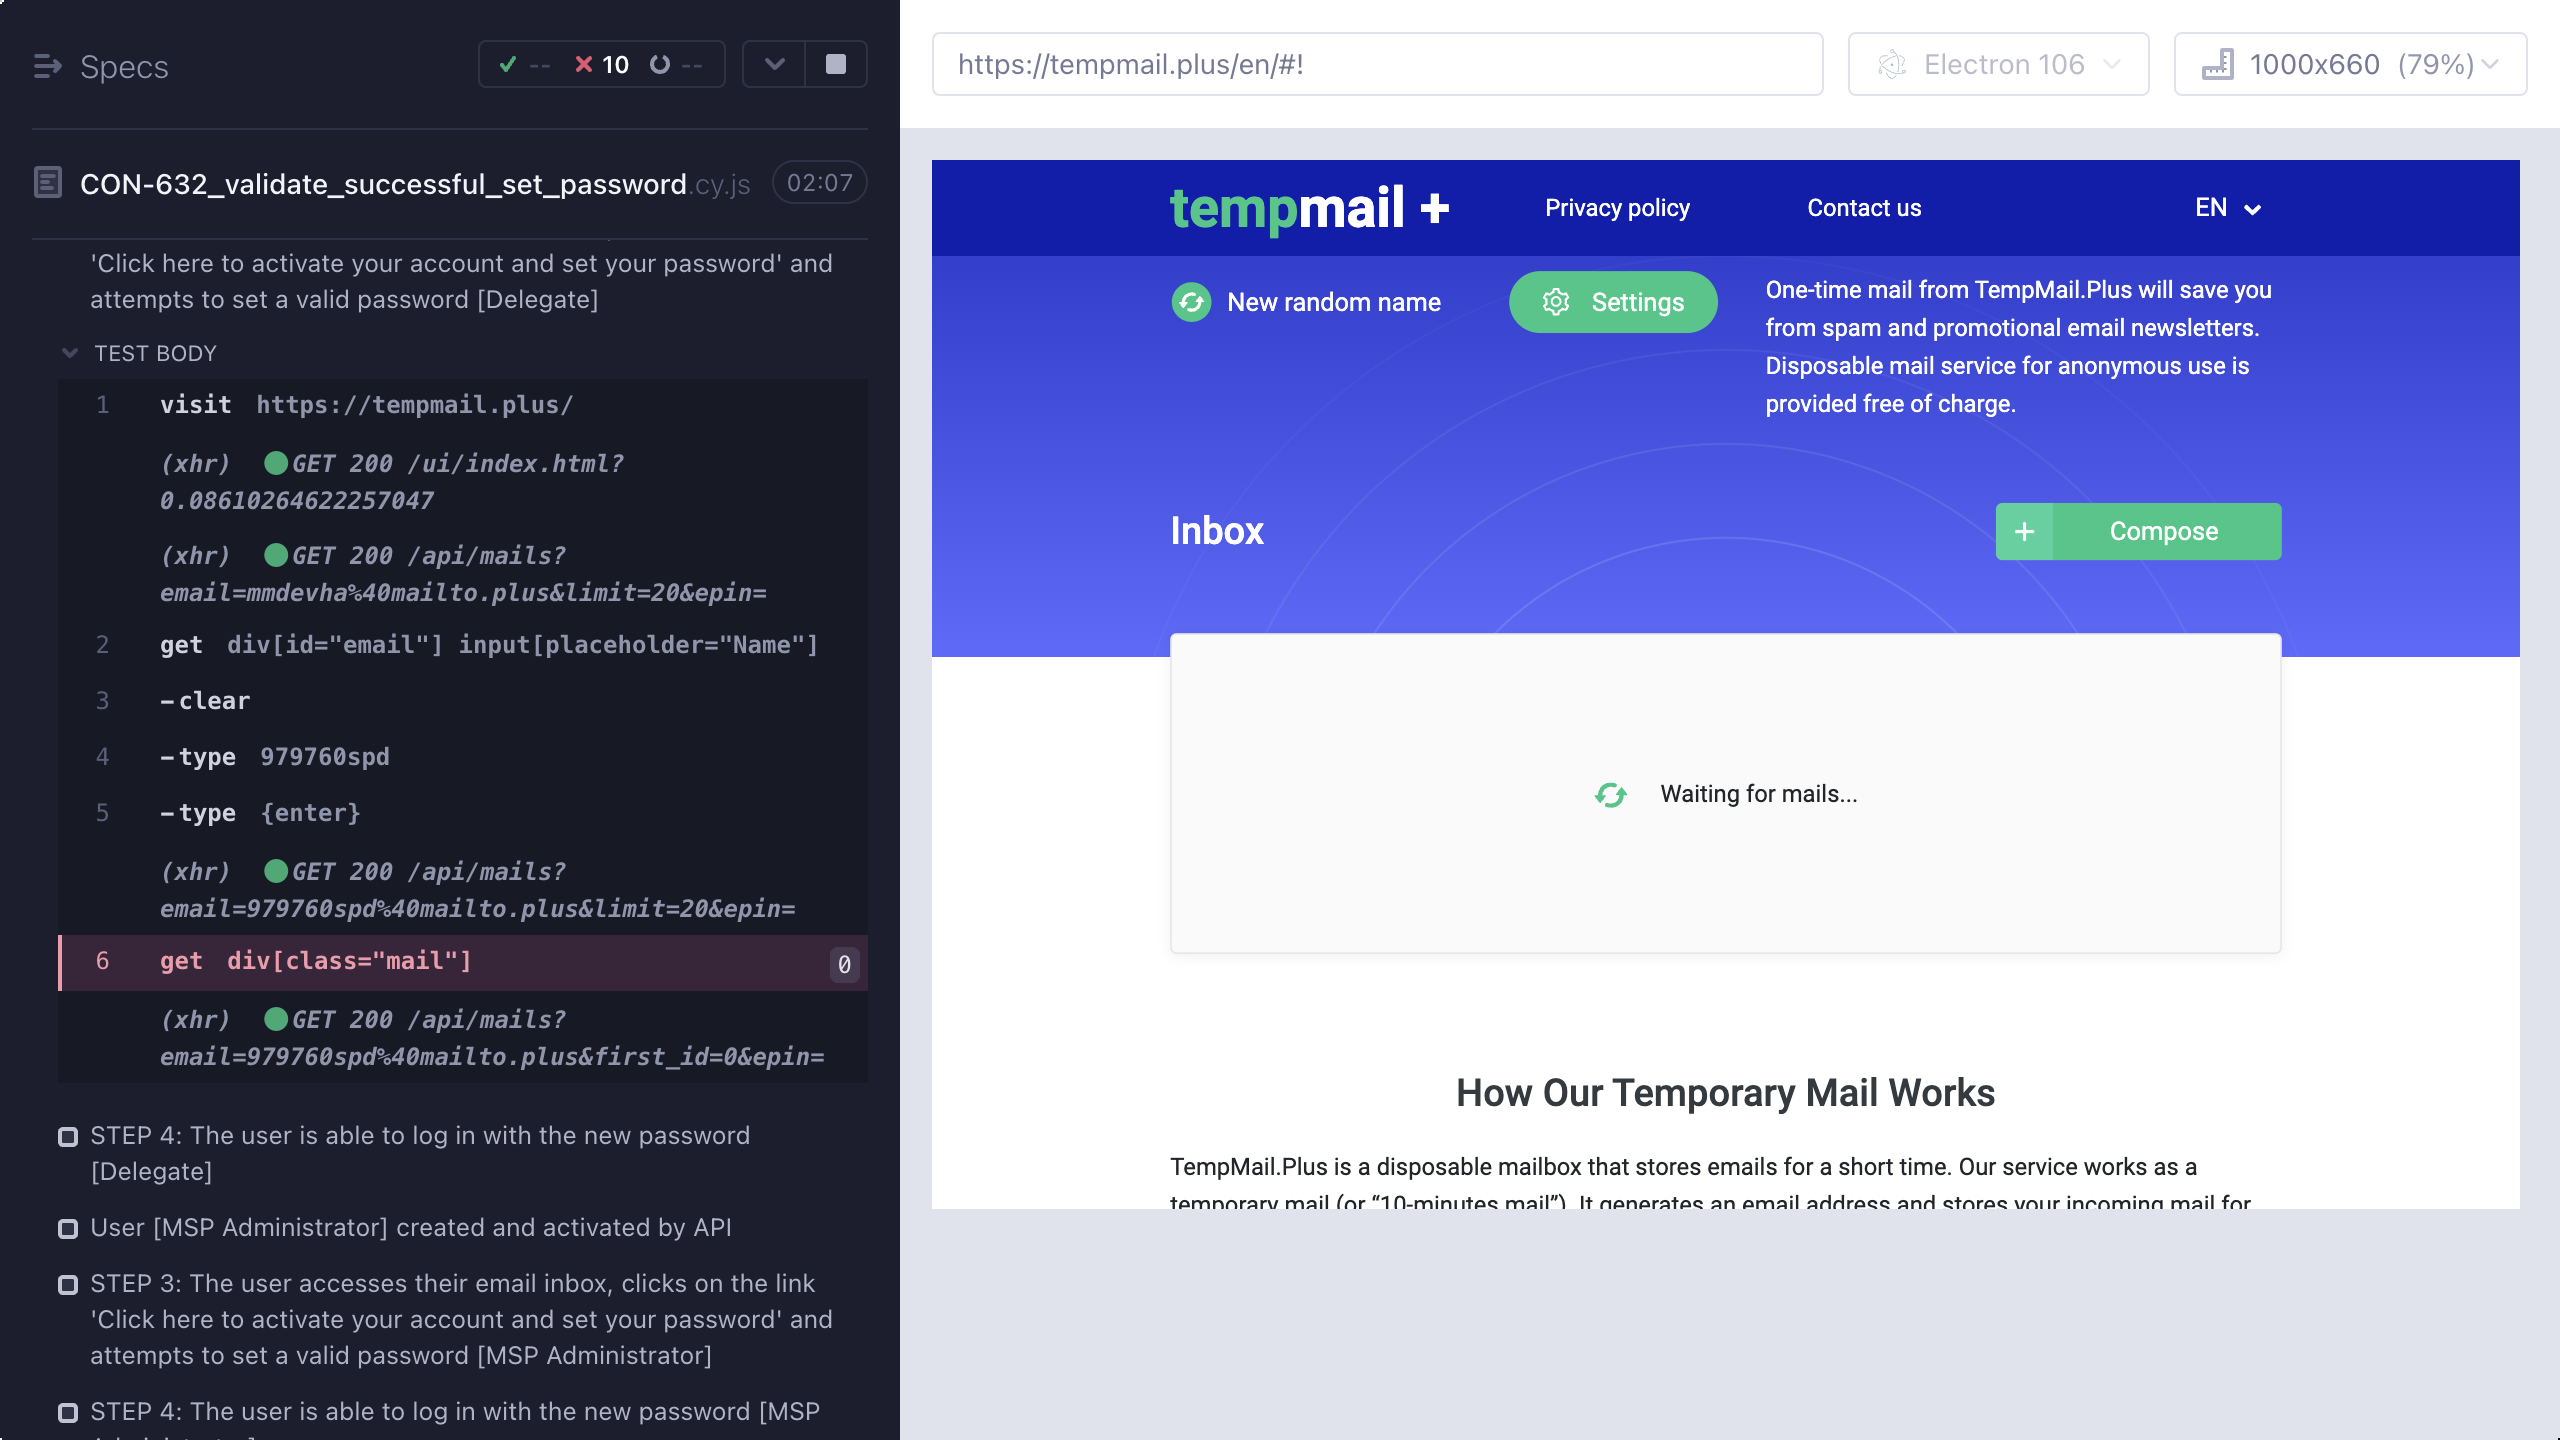 Specs
-- 10 --
CON-632_validate_successful_set_password.cy.js 02:07
'Click here to activate your account and set your password' and
attempts to set a valid password [Delegate]
TEST BODY
1 visit https://tempmail.plus/
(xhr) GET 200 /ui/index.html?
0.08610264622257047
(xhr) GET 200 /api/mails?
email=mmdevha%40mailto.plus&limit=20&epin=
2 get div[id="email"] input[placeholder="Name"]
3 -clear
4 -type 979760spd
5 -type {enter}
(xhr) GET 200 /api/mails?
email=979760spd%40mailto.plus&limit=20&epin=
6 get div[class="mail"] 0
(xhr) GET 200 /api/mails?
email=979760spd%40mailto.plus&first_id=0&epin=
STEP 4: The user is able to log in with the new password
[Delegate]
User [MSP Administrator] created and activated by API
STEP 3: The user accesses their email inbox, clicks on the link
'Click here to activate your account and set your password' and
attempts to set a valid password [MSP Administrator]
STEP 4: The user is able to log in with the new password [MSP
https://tempmail.plus/en/#!
Electron 106
1000x660 (79%)
tempmail +
Privacy policy
Contact us
EN
New random name
Settings
One-time mail from TempMail.Plus will save you
from spam and promotional email newsletters.
Disposable mail service for anonymous use is
provided free of charge.
Inbox
+ Compose
Waiting for mails...
How Our Temporary Mail Works
TempMail.Plus is a disposable mailbox that stores emails for a short time. Our service works as a
temporary mail (or “10-minutes mail”). It generates an email address and stores your incoming mail for